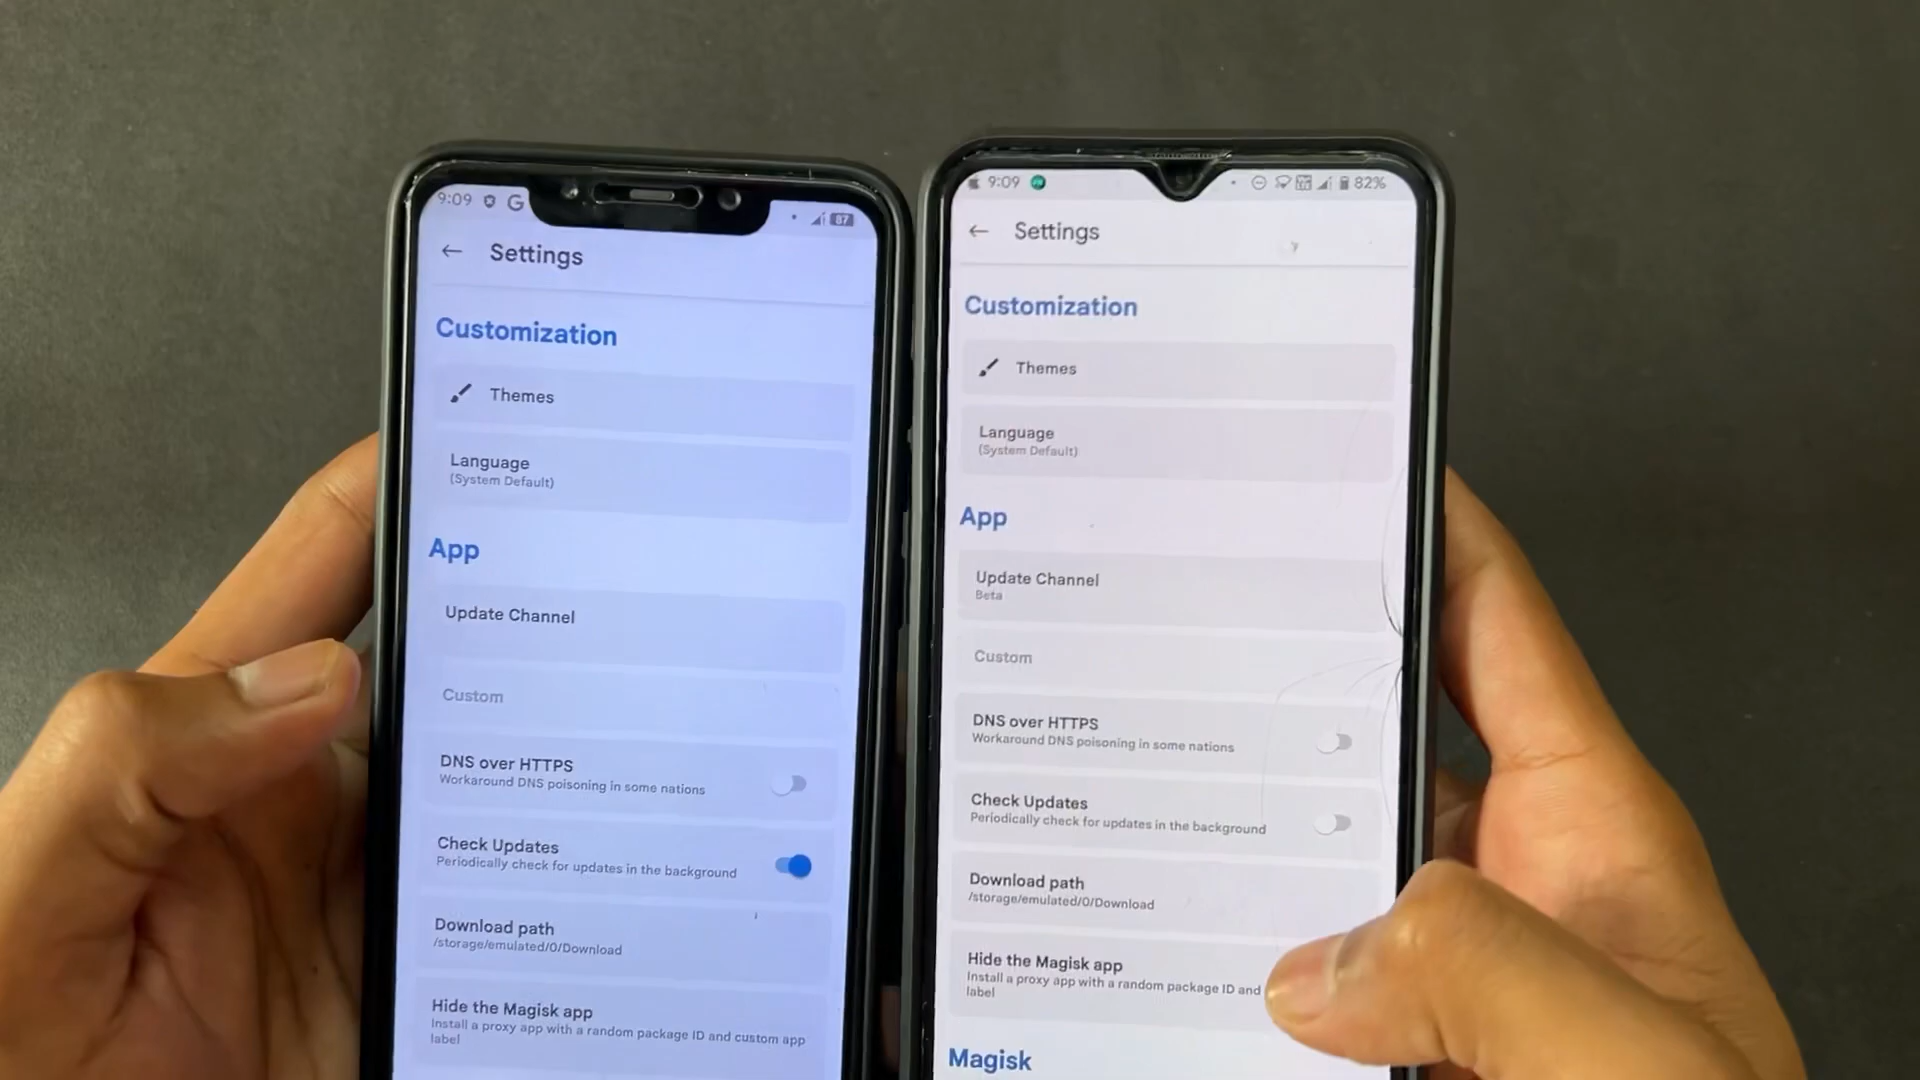 9:09 G
87
Settings
Customization
Themes
Language
(System Default)
App
Update Channel
Custom
DNS over HTTPS
Workaround DNS poisoning in some nations
Check Updates
Periodically check for updates in the background
Download path
/storage/emulated/0/Download
Hide the Magisk app
Install a proxy app with a random package ID and custom app
label
9:09
82%
Settings
Customization
Themes
Language
(System Default)
App
Update Channel
Beta
Custom
DNS over HTTPS
Workaround DNS poisoning in some nations
Check Updates
Periodically check for updates in the background
Download path
/storage/emulated/0/Download
Hide the Magisk app
Install a proxy app with a random package ID and
label
Magisk